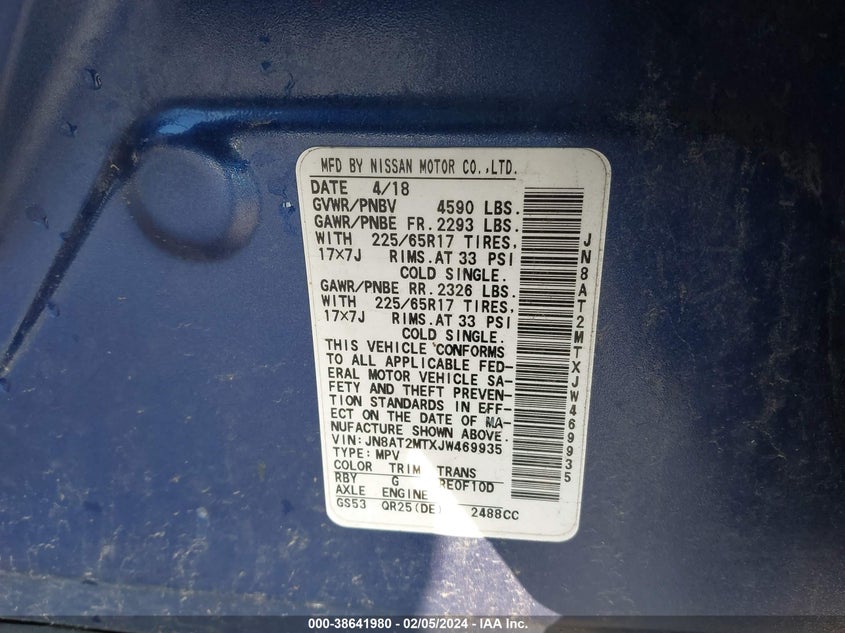 MFD BY NISSAN MOTOR CO.,LTD.
DATE 4/18
GVWR/PNBV 4590 LBS.
GAWR/PNBE FR. 2293 LBS.
WITH 225/65R17 TIRES,
17×7J RIMS.AT 33 PSI
COLD SINGLE.
GAWR/PNBE RR. 2326 LBS.
WITH 225/65R17 TIRES,
17×7J RIMS.AT 33 PSI
COLD SINGLE.
THIS VEHICLE CONFORMS
TO ALL APPLICABLE FED-
ERAL MOTOR VEHICLE SA-
FETY AND THEFT PREVEN-
TION STANDARDS IN EFF-
ECT ON THE DATE OF MA-
NUFACTURE SHOWN ABOVE.
VIN: JN8AT2MTXJW469935
TYPE: MPV
COLOR TRIM TRANS
RBY G RE0F10D
AXLE ENGINE
GS53 QR25(DE) 2488CC
JN8AT2MTXJW469935
000-38641980 - 02/05/2024 - IAA Inc.